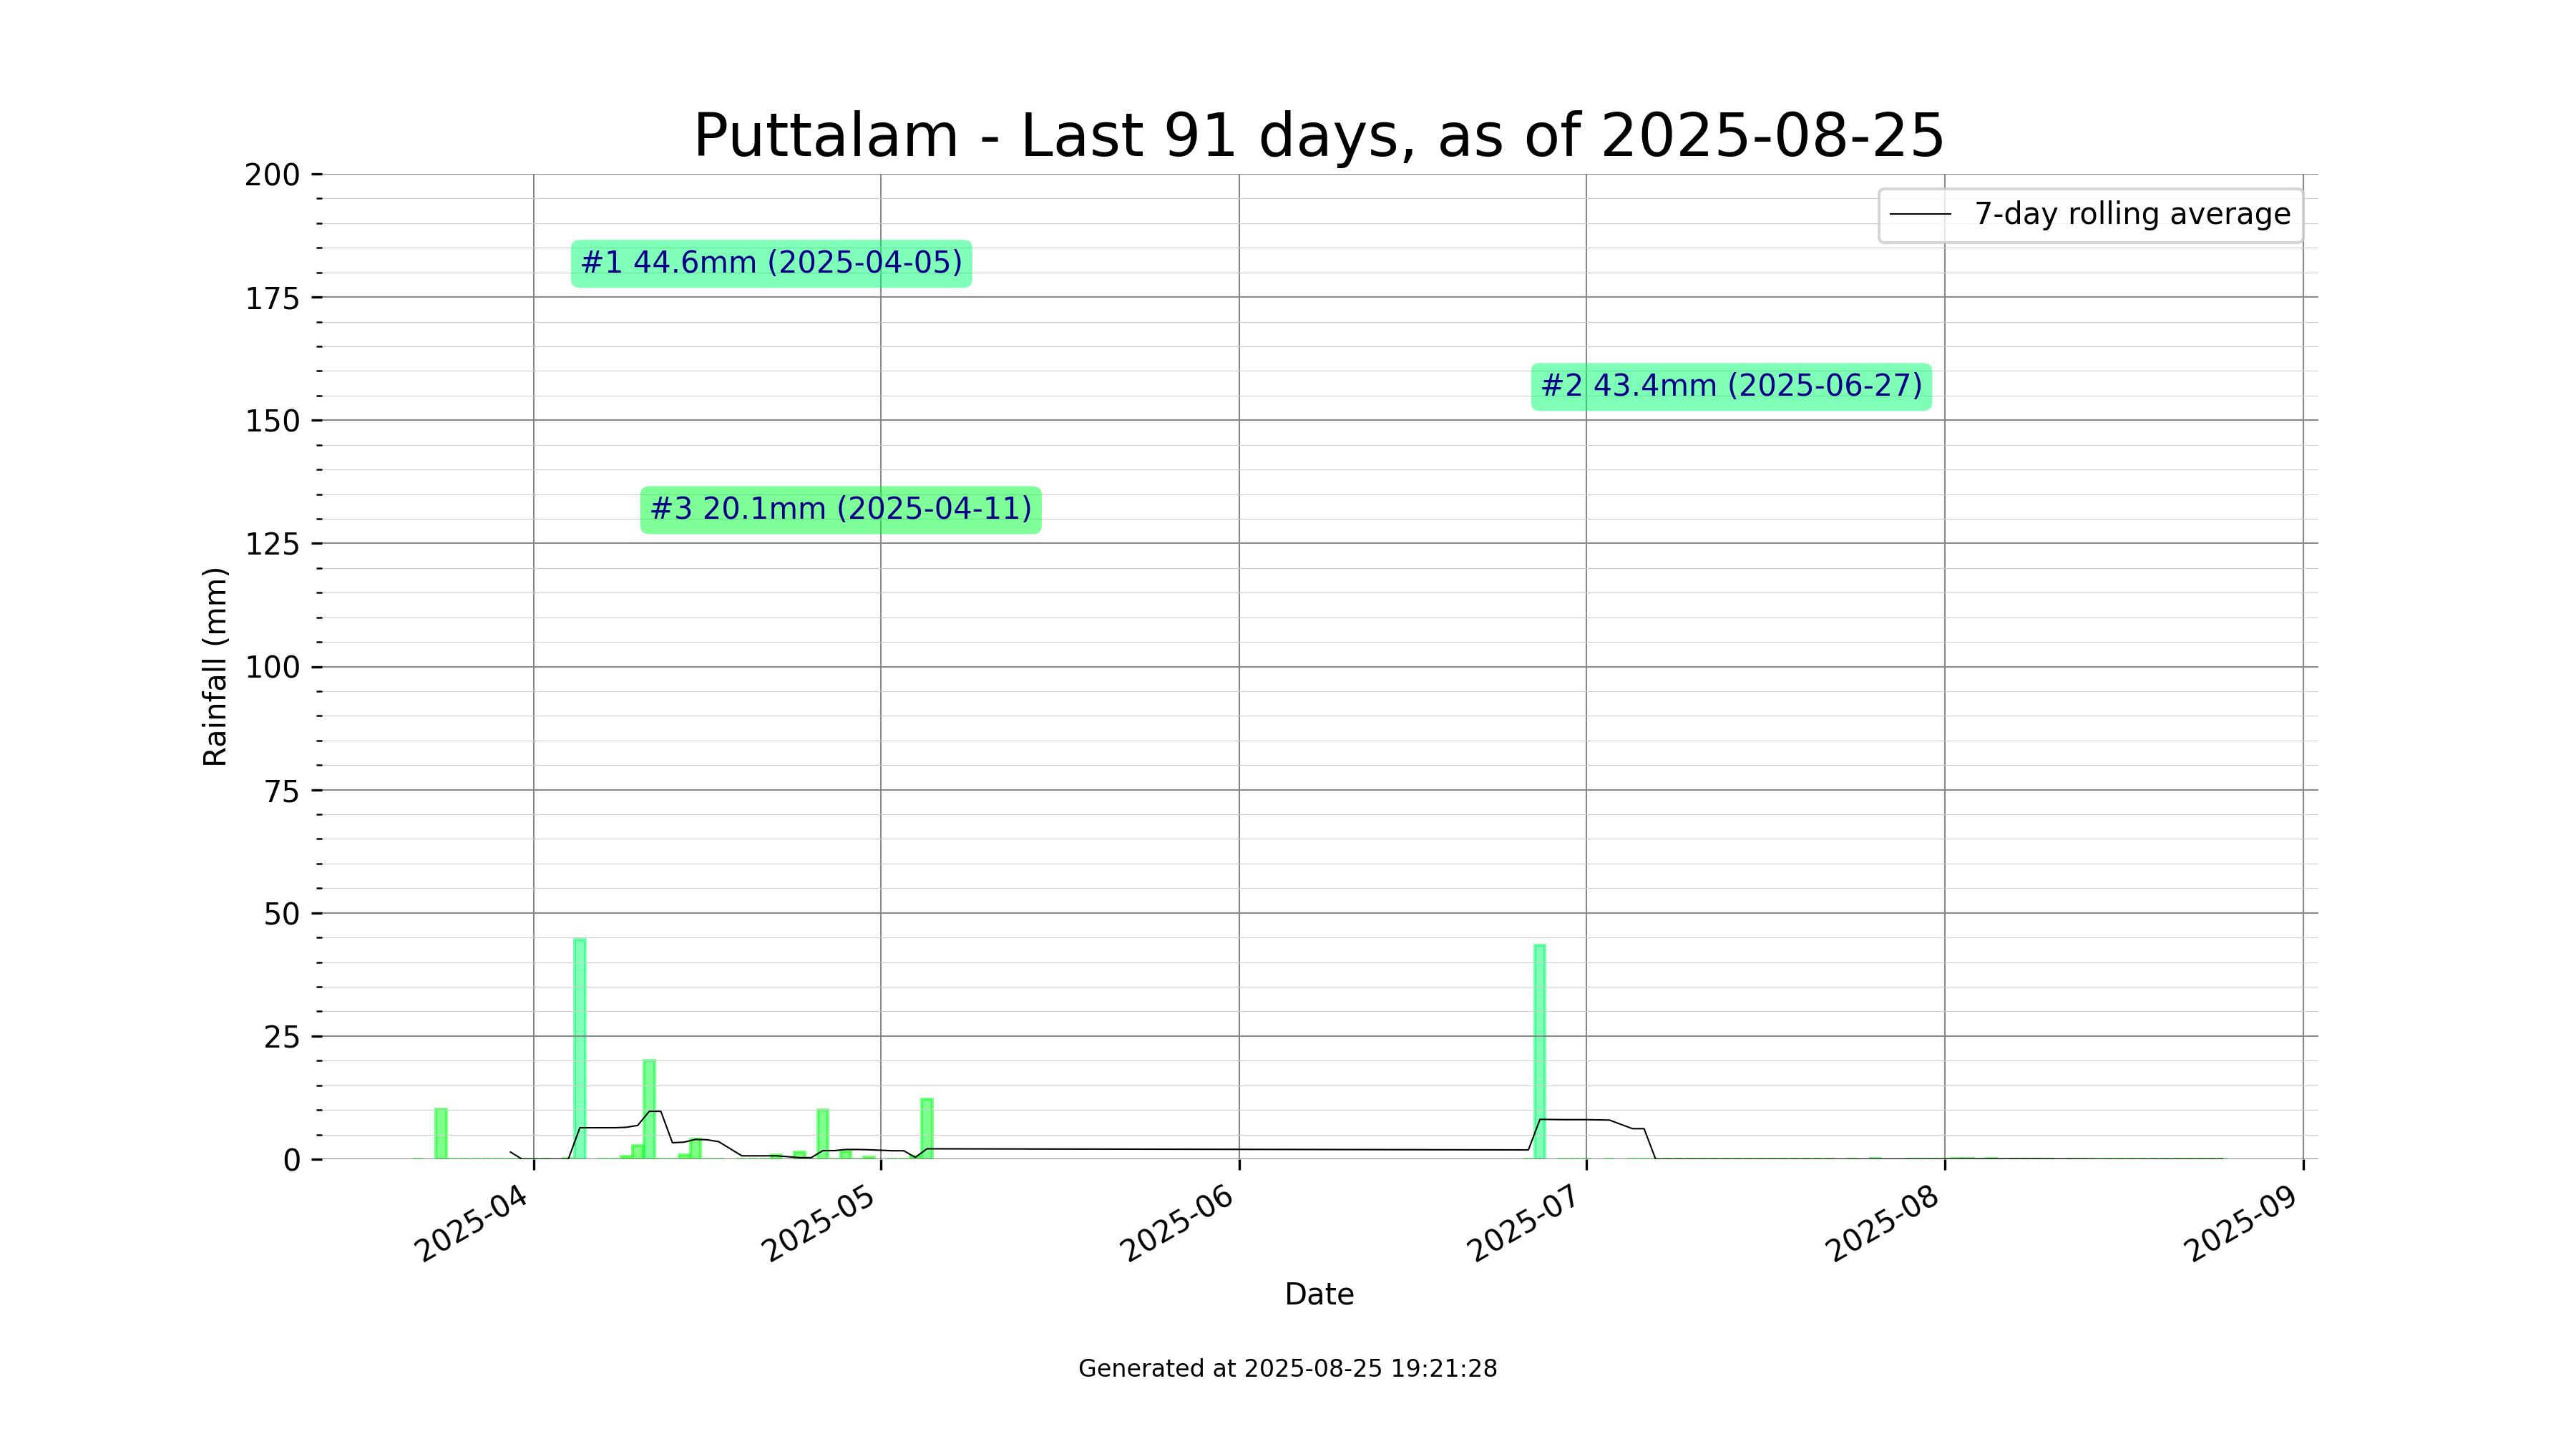 Puttalam - Last 91 days, as of 2025-08-25
7-day rolling average
#1 44.6mm (2025-04-05)
#2 43.4mm (2025-06-27)
#3 20.1mm (2025-04-11)
Rainfall (mm)
200
175
150
125
100
75
50
25
0
2025-04
2025-05
2025-06
2025-07
2025-08
2025-09
Date
Generated at 2025-08-25 19:21:28